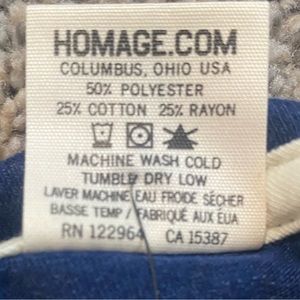 HOMAGE.COM
COLUMBUS, OHIO USA
50% POLYESTER
25% COTTON 25% RAYON
MACHINE WASH COLD
TUMBLE DRY LOW
LAVER MACHINE EAU FROIDE SÉCHER
BASSE TEMP / FABRIQUÉ AUX ÉUA
RN 122964 CA 15387